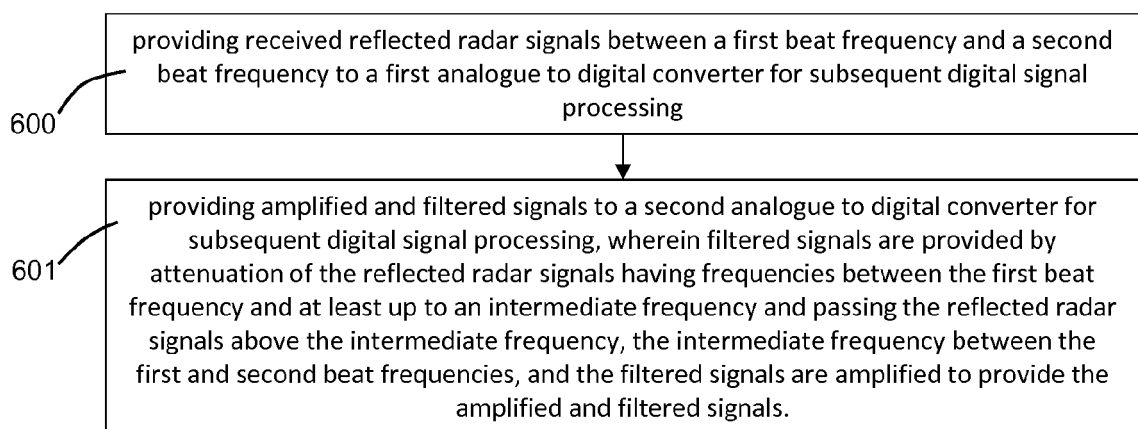 providing received reflected radar signals between a first beat frequency and a second
beat frequency to a first analogue to digital converter for subsequent digital signal
processing
600
providing amplified and filtered signals to a second analogue to digital converter for
subsequent digital signal processing, wherein filtered signals are provided by
attenuation of the reflected radar signals having frequencies between the first beat
frequency and at least up to an intermediate frequency and passing the reflected radar
signals above the intermediate frequency, the intermediate frequency between the
first and second beat frequencies, and the filtered signals are amplified to provide the
amplified and filtered signals.
601